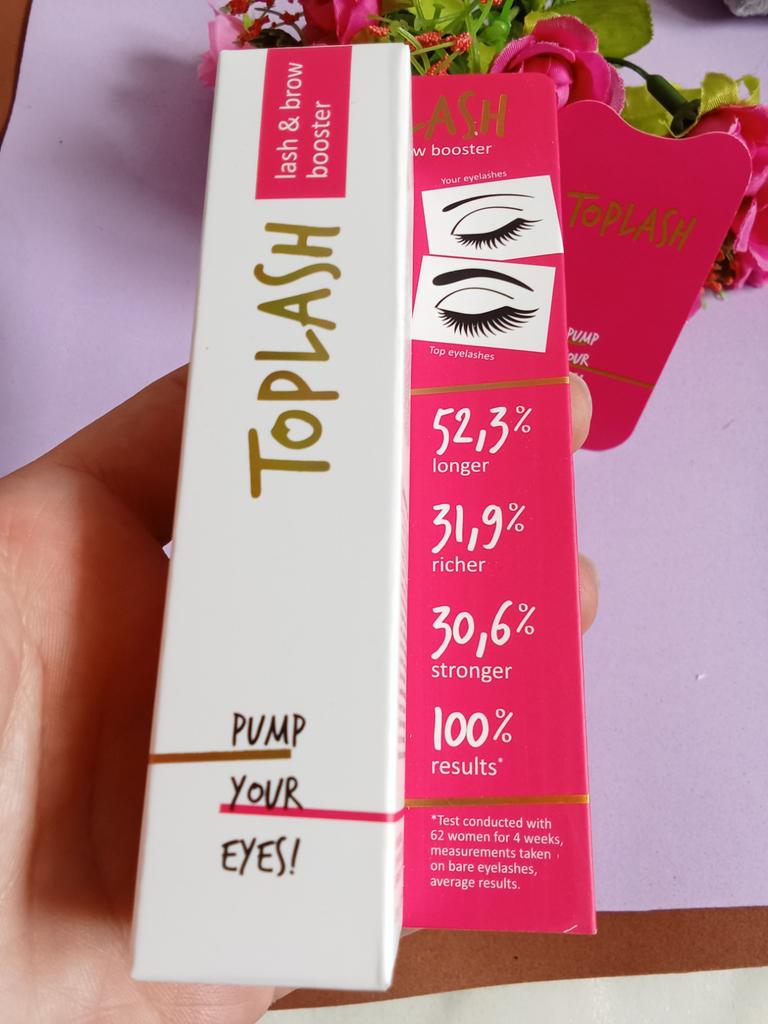 lash & brow
booster
TOPLASH
PUMP
YOUR
EYES!
LASH
w booster
Your eyelashes
Top eyelashes
52,3%
longer
31,9%
richer
30,6%
stronger
100%
results*
*Test conducted with
62 women for 4 weeks,
measurements taken
on bare eyelashes,
average results.
TOPLASH
PUMP
OUR